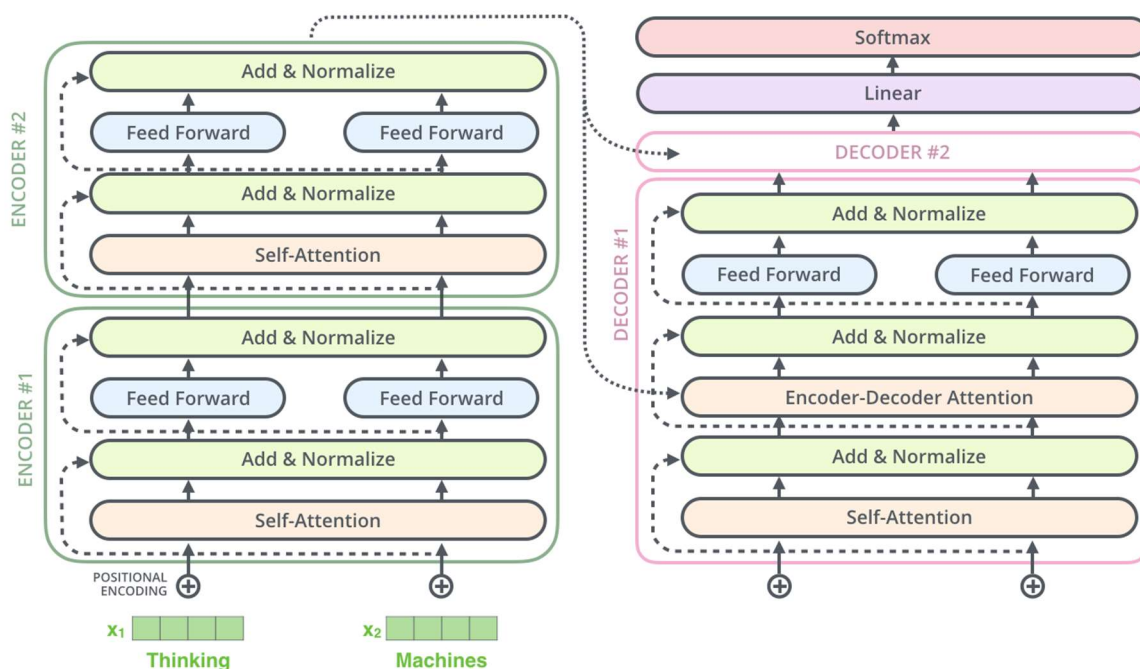 ENCODER #2
Add & Normalize
Feed Forward
Feed Forward
Add & Normalize
Self-Attention
ENCODER #1
Add & Normalize
Feed Forward
Feed Forward
Add & Normalize
Self-Attention
POSITIONAL
ENCODING
x₁
x₂
Thinking
Machines
Softmax
Linear
DECODER #2
DECODER #1
Add & Normalize
Feed Forward
Feed Forward
Add & Normalize
Encoder-Decoder Attention
Add & Normalize
Self-Attention